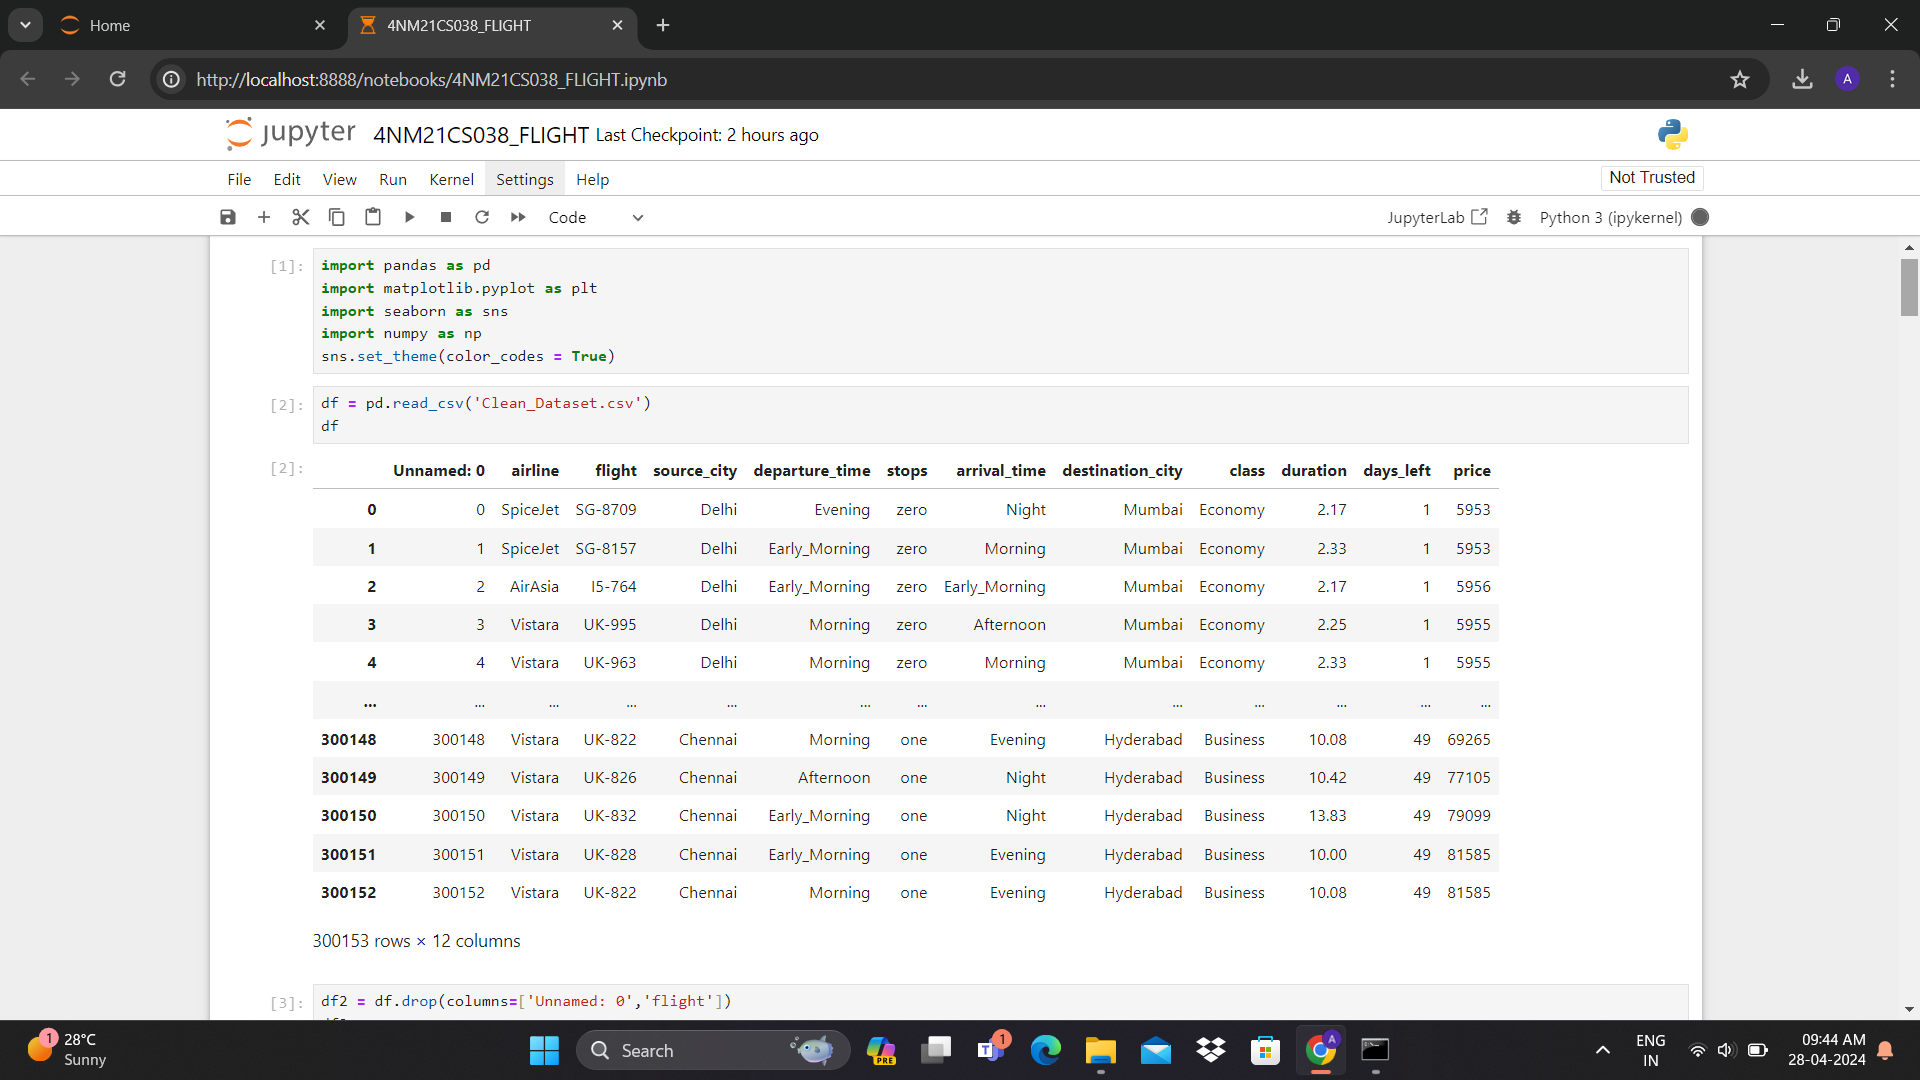 Home
4NM21CS038_FLIGHT
http://localhost:8888/notebooks/4NM21CS038_FLIGHT.ipynb
A
jupyter 4NM21CS038_FLIGHT Last Checkpoint: 2 hours ago
File Edit View Run Kernel Settings Help
Not Trusted
Code
JupyterLab
Python 3 (ipykernel)
[1]:
import pandas as pd
import matplotlib.pyplot as plt
import seaborn as sns
import numpy as np
sns.set_theme(color_codes = True)
[2]:
df = pd.read_csv('Clean_Dataset.csv')
df
[2]:
Unnamed: 0 airline flight source_city departure_time stops arrival_time destination_city class duration days_left price
0 0 SpiceJet SG-8709 Delhi Evening zero Night Mumbai Economy 2.17 1 5953
1 1 SpiceJet SG-8157 Delhi Early_Morning zero Morning Mumbai Economy 2.33 1 5953
2 2 AirAsia I5-764 Delhi Early_Morning zero Early_Morning Mumbai Economy 2.17 1 5956
3 3 Vistara UK-995 Delhi Morning zero Afternoon Mumbai Economy 2.25 1 5955
4 4 Vistara UK-963 Delhi Morning zero Morning Mumbai Economy 2.33 1 5955
... ... ... ... ... ... ... ... ... ... ... ... ...
300148 300148 Vistara UK-822 Chennai Morning one Evening Hyderabad Business 10.08 49 69265
300149 300149 Vistara UK-826 Chennai Afternoon one Night Hyderabad Business 10.42 49 77105
300150 300150 Vistara UK-832 Chennai Early_Morning one Night Hyderabad Business 13.83 49 79099
300151 300151 Vistara UK-828 Chennai Early_Morning one Evening Hyderabad Business 10.00 49 81585
300152 300152 Vistara UK-822 Chennai Morning one Evening Hyderabad Business 10.08 49 81585
300153 rows × 12 columns
[3]:
df2 = df.drop(columns=['Unnamed: 0','flight'])
1
28°C
Sunny
Search
PRE
T
1
A
ENG
IN
09:44 AM
28-04-2024